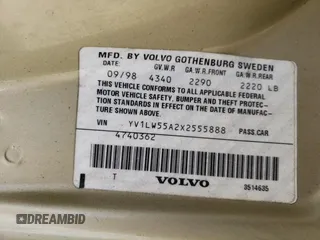 MFD. BY VOLVO GOTHENBURG SWEDEN
DATE: GV.W.R GA.W.R.FRONT GA.W.R.REAR
09/98 4340 2290 2220 LB
THIS VEHICLE CONFORMS TO ALL APPLICABLE FEDERAL
MOTOR VEHICLE SAFETY, BUMPER AND THEFT PROTEC-
TION STANDARDS IN EFFECT ON THE DATE OF MANUFAC-
TURE SHOWN ABOVE.
VIN YV1LW55A2X2555888 PASS.CAR
4740362
T VOLVO 3514635
DREAMBID